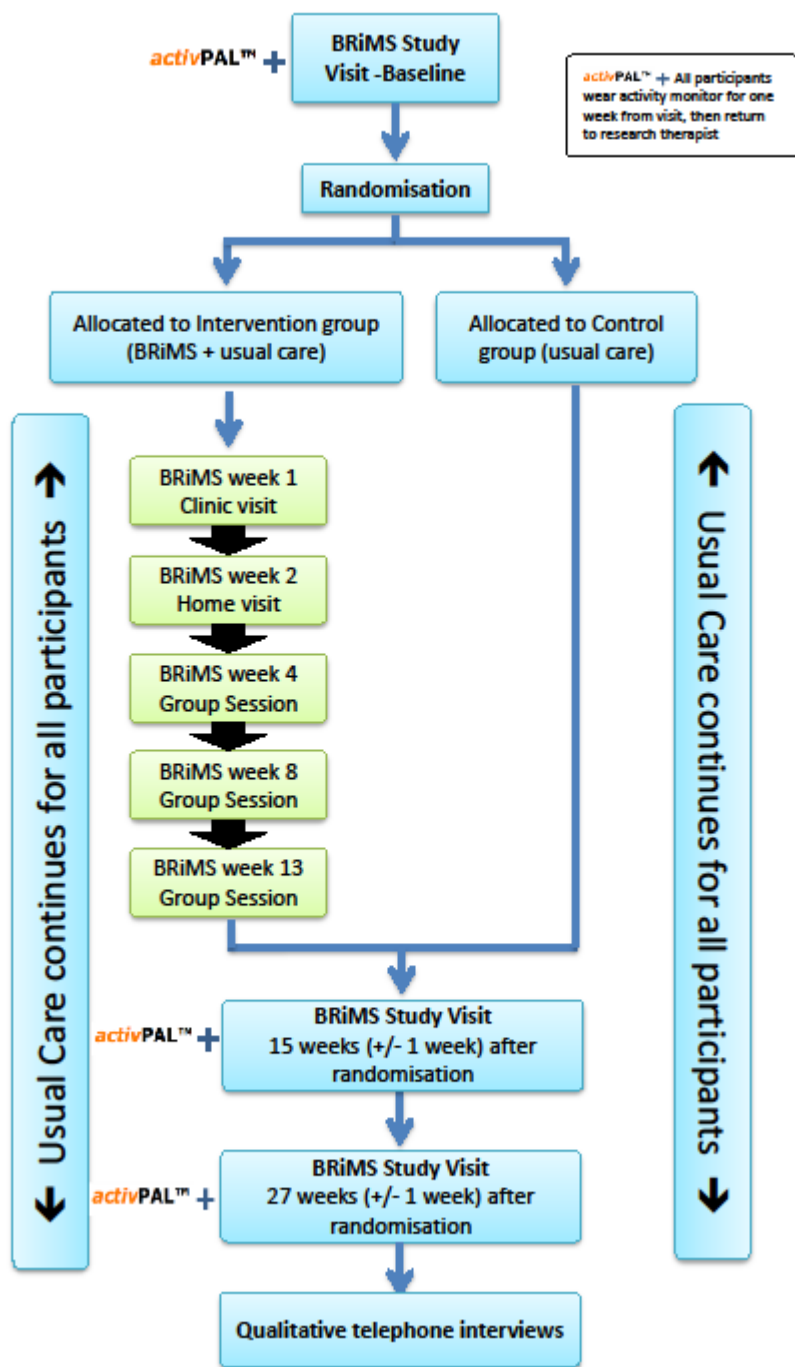 activPAL™ +
BRiMS Study
Visit -Baseline
activPAL™ + All participants
wear activity monitor for one
week from visit, then return
to research therapist
Randomisation
Allocated to Intervention group
(BRiMS + usual care)
Allocated to Control
group (usual care)
← Usual Care continues for all participants →
BRiMS week 1
Clinic visit
BRiMS week 2
Home visit
BRiMS week 4
Group Session
BRiMS week 8
Group Session
BRiMS week 13
Group Session
← Usual Care continues for all participants →
activPAL™ +
BRiMS Study Visit
15 weeks (+/- 1 week) after
randomisation
activPAL™ +
BRiMS Study Visit
27 weeks (+/- 1 week) after
randomisation
Qualitative telephone interviews